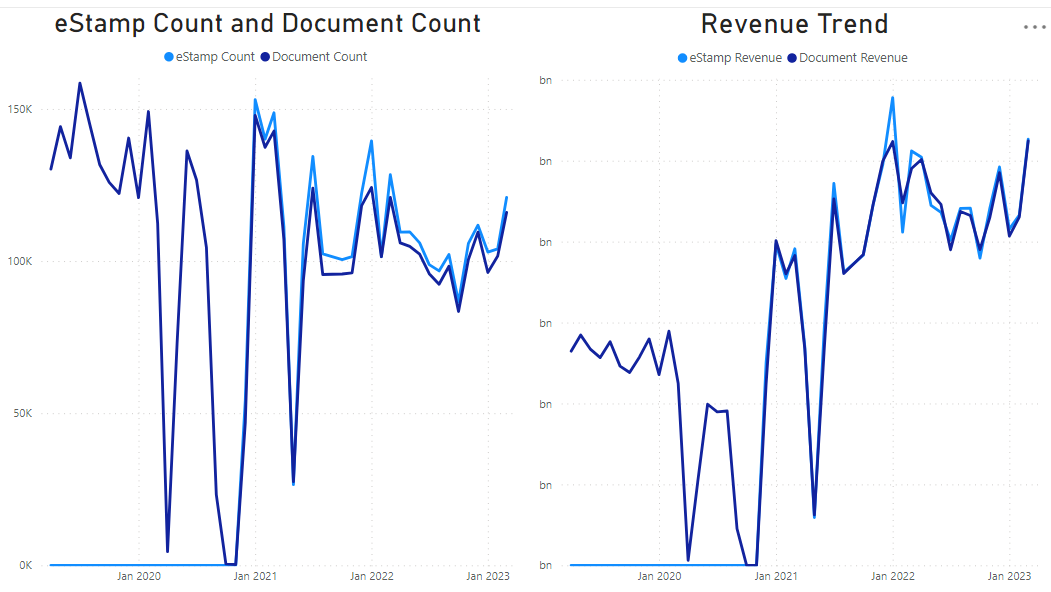 eStamp Count and Document Count
eStamp Count Document Count
150K
100K
50K
0K
Jan 2020 Jan 2021 Jan 2022 Jan 2023
Revenue Trend
eStamp Revenue Document Revenue
bn
bn
bn
bn
bn
bn
bn
Jan 2020 Jan 2021 Jan 2022 Jan 2023